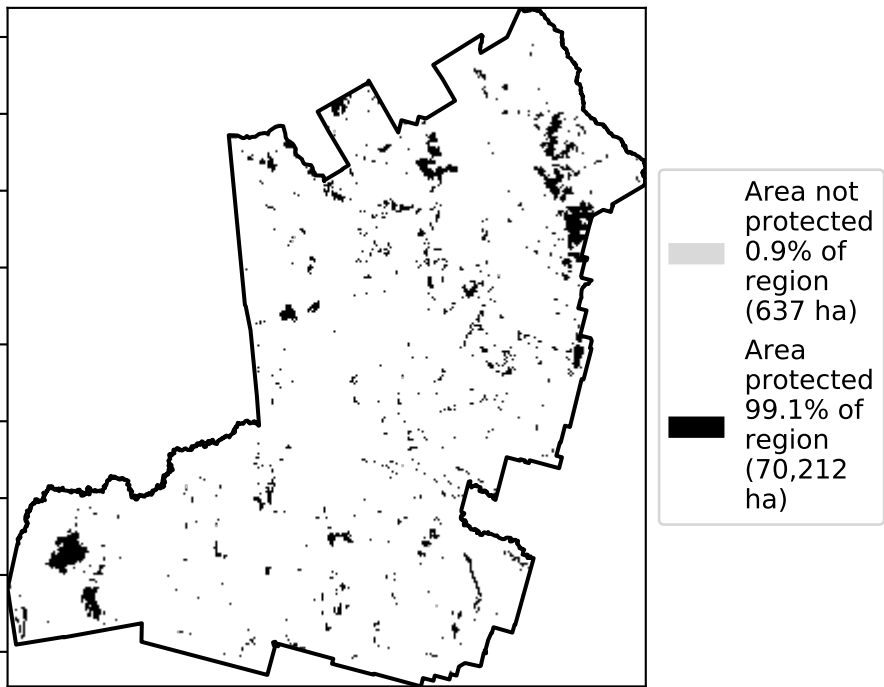 Area not
protected
0.9% of
region
(637 ha)
Area
protected
99.1% of
region
(70,212
ha)